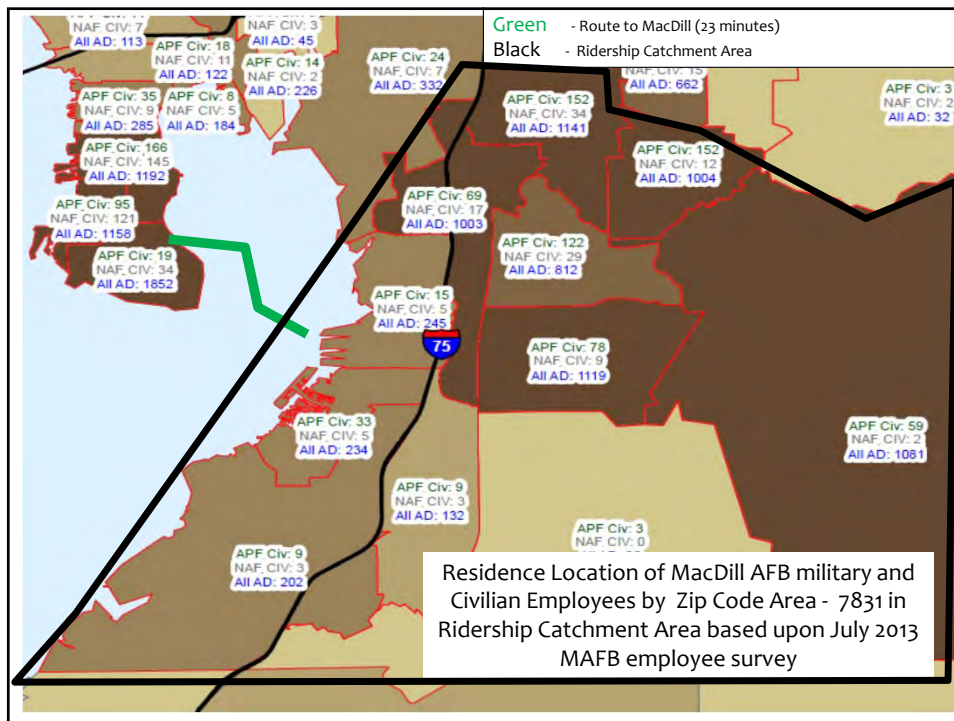 Green - Route to MacDill (23 minutes)
Black - Ridership Catchment Area
NAF CIV: 7
All AD: 113
APF Civ: 18
NAF CIV: 11
All AD: 122
All AD: 45
APF Civ: 14
NAF CIV: 2
All AD: 226
APF Civ: 24
NAF CIV: 7
All AD: 332
APF Civ: 35
NAF CIV: 9
All AD: 285
APF Civ: 8
NAF CIV: 5
All AD: 184
APF Civ: 152
NAF CIV: 34
All AD: 1141
NAF CIV: 15
All AD: 662
APF Civ: 3
NAF CIV: 2
All AD: 32
APF Civ: 166
NAF CIV: 145
All AD: 1192
APF Civ: 152
NAF CIV: 12
All AD: 1004
APF Civ: 95
NAF CIV: 121
All AD: 1158
APF Civ: 69
NAF CIV: 17
All AD: 1003
APF Civ: 19
NAF CIV: 34
All AD: 1852
APF Civ: 122
NAF CIV: 29
All AD: 812
APF Civ: 15
NAF CIV: 5
All AD: 245
75
APF Civ: 78
NAF CIV: 9
All AD: 1119
APF Civ: 33
NAF CIV: 5
All AD: 234
APF Civ: 59
NAF CIV: 2
All AD: 1081
APF Civ: 9
NAF CIV: 3
All AD: 132
APF Civ: 3
NAF CIV: 0
APF Civ: 9
NAF CIV: 3
All AD: 202
Residence Location of MacDill AFB military and
Civilian Employees by Zip Code Area - 7831 in
Ridership Catchment Area based upon July 2013
MAFB employee survey